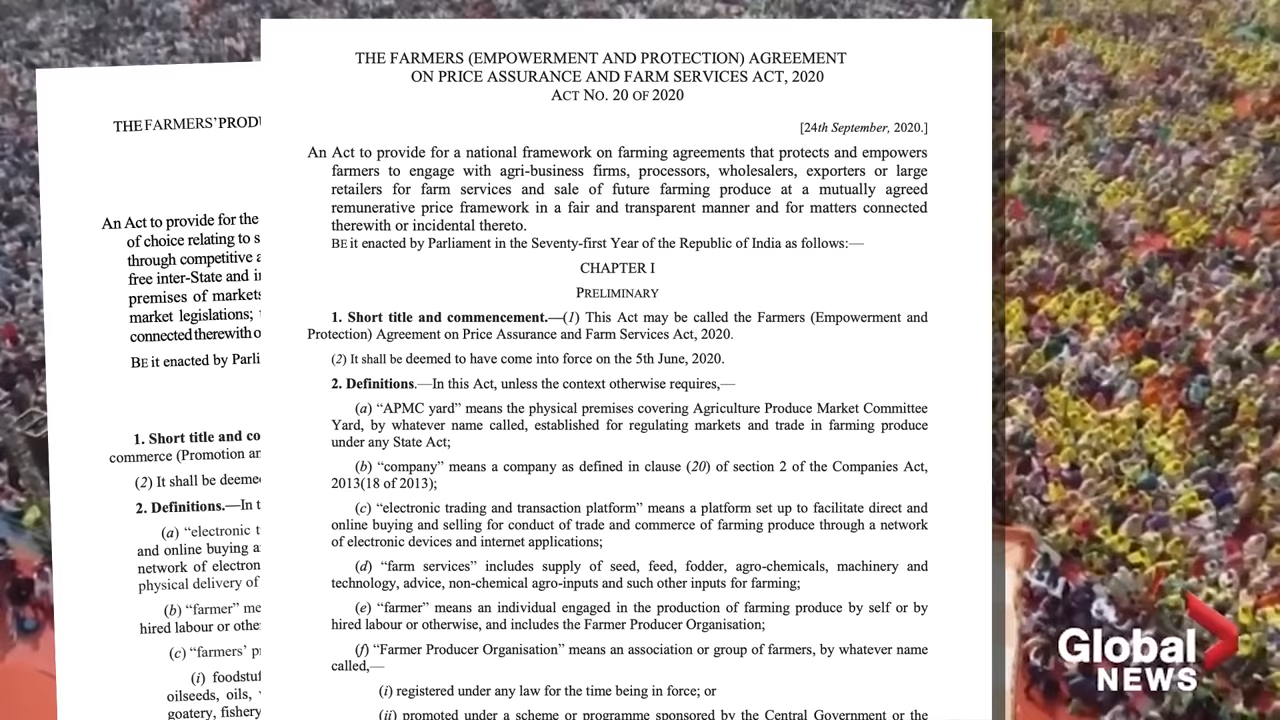 THE FARMERS (EMPOWERMENT AND PROTECTION) AGREEMENT
ON PRICE ASSURANCE AND FARM SERVICES ACT, 2020
ACT NO. 20 OF 2020
[24th September, 2020.]
An Act to provide for a national framework on farming agreements that protects and empowers
farmers to engage with agri-business firms, processors, wholesalers, exporters or large
retailers for farm services and sale of future farming produce at a mutually agreed
remunerative price framework in a fair and transparent manner and for matters connected
therewith or incidental thereto.
BE it enacted by Parliament in the Seventy-first Year of the Republic of India as follows:—
CHAPTER I
PRELIMINARY
1. Short title and commencement.—(1) This Act may be called the Farmers (Empowerment and
Protection) Agreement on Price Assurance and Farm Services Act, 2020.
(2) It shall be deemed to have come into force on the 5th June, 2020.
2. Definitions.—In this Act, unless the context otherwise requires,—
(a) “APMC yard” means the physical premises covering Agriculture Produce Market Committee
Yard, by whatever name called, established for regulating markets and trade in farming produce
under any State Act;
(b) “company” means a company as defined in clause (20) of section 2 of the Companies Act,
2013(18 of 2013);
(c) “electronic trading and transaction platform” means a platform set up to facilitate direct and
online buying and selling for conduct of trade and commerce of farming produce through a network
of electronic devices and internet applications;
(d) “farm services” includes supply of seed, feed, fodder, agro-chemicals, machinery and
technology, advice, non-chemical agro-inputs and such other inputs for farming;
(e) “farmer” means an individual engaged in the production of farming produce by self or by
hired labour or otherwise, and includes the Farmer Producer Organisation;
(f) “Farmer Producer Organisation” means an association or group of farmers, by whatever name
called,—
(i) registered under any law for the time being in force; or
(ii) promoted under a scheme or programme sponsored by the Central Government or the
THE FARMERS’ PRODU
An Act to provide for the
of choice relating to s
through competitive a
free inter-State and i
premises of markets
market legislations;
connected therewith o
BE it enacted by Parli
1. Short title and co
commerce (Promotion an
(2) It shall be deeme
2. Definitions.—In t
(a) “electronic t
and online buying a
network of electron
physical delivery of
(b) “farmer” me
hired labour or othe
(c) “farmers’ p
(i) foodstuf
oilseeds, oils,
goatery, fishery
Global
NEWS